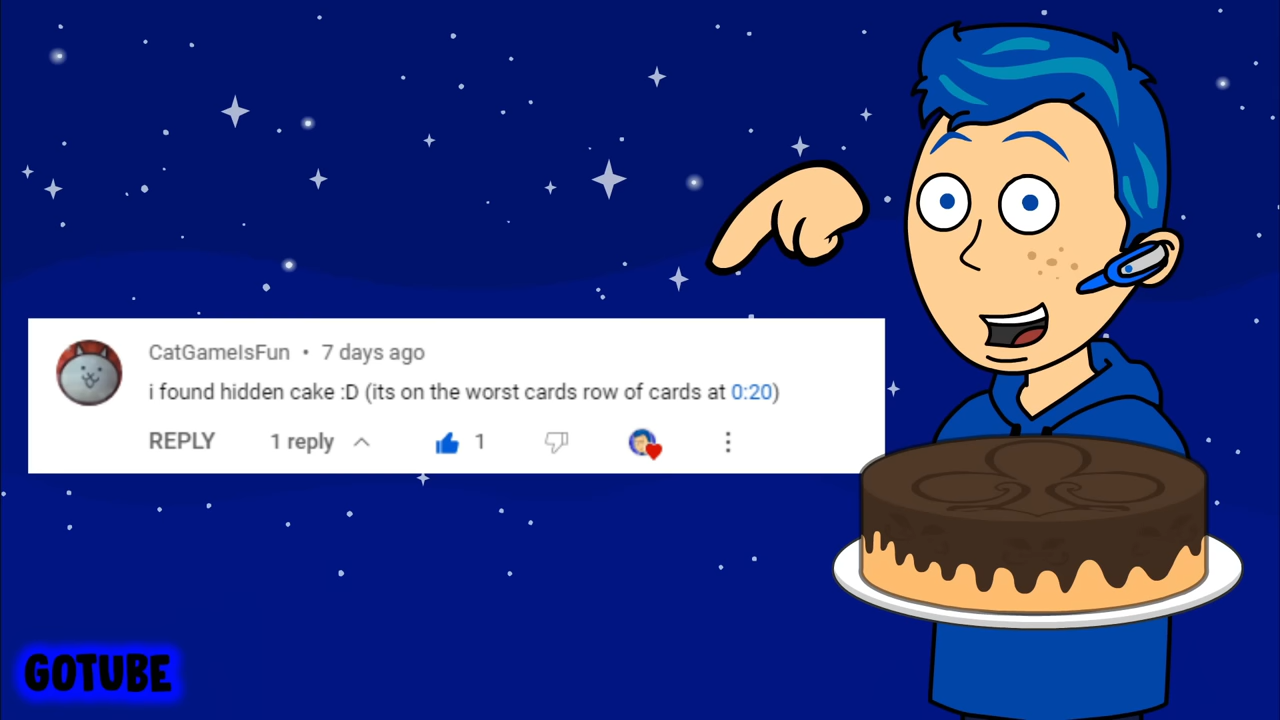 CatGameIsFun • 7 days ago
i found hidden cake :D (its on the worst cards row of cards at 0:20)
REPLY 1 reply 1
GOTUBE